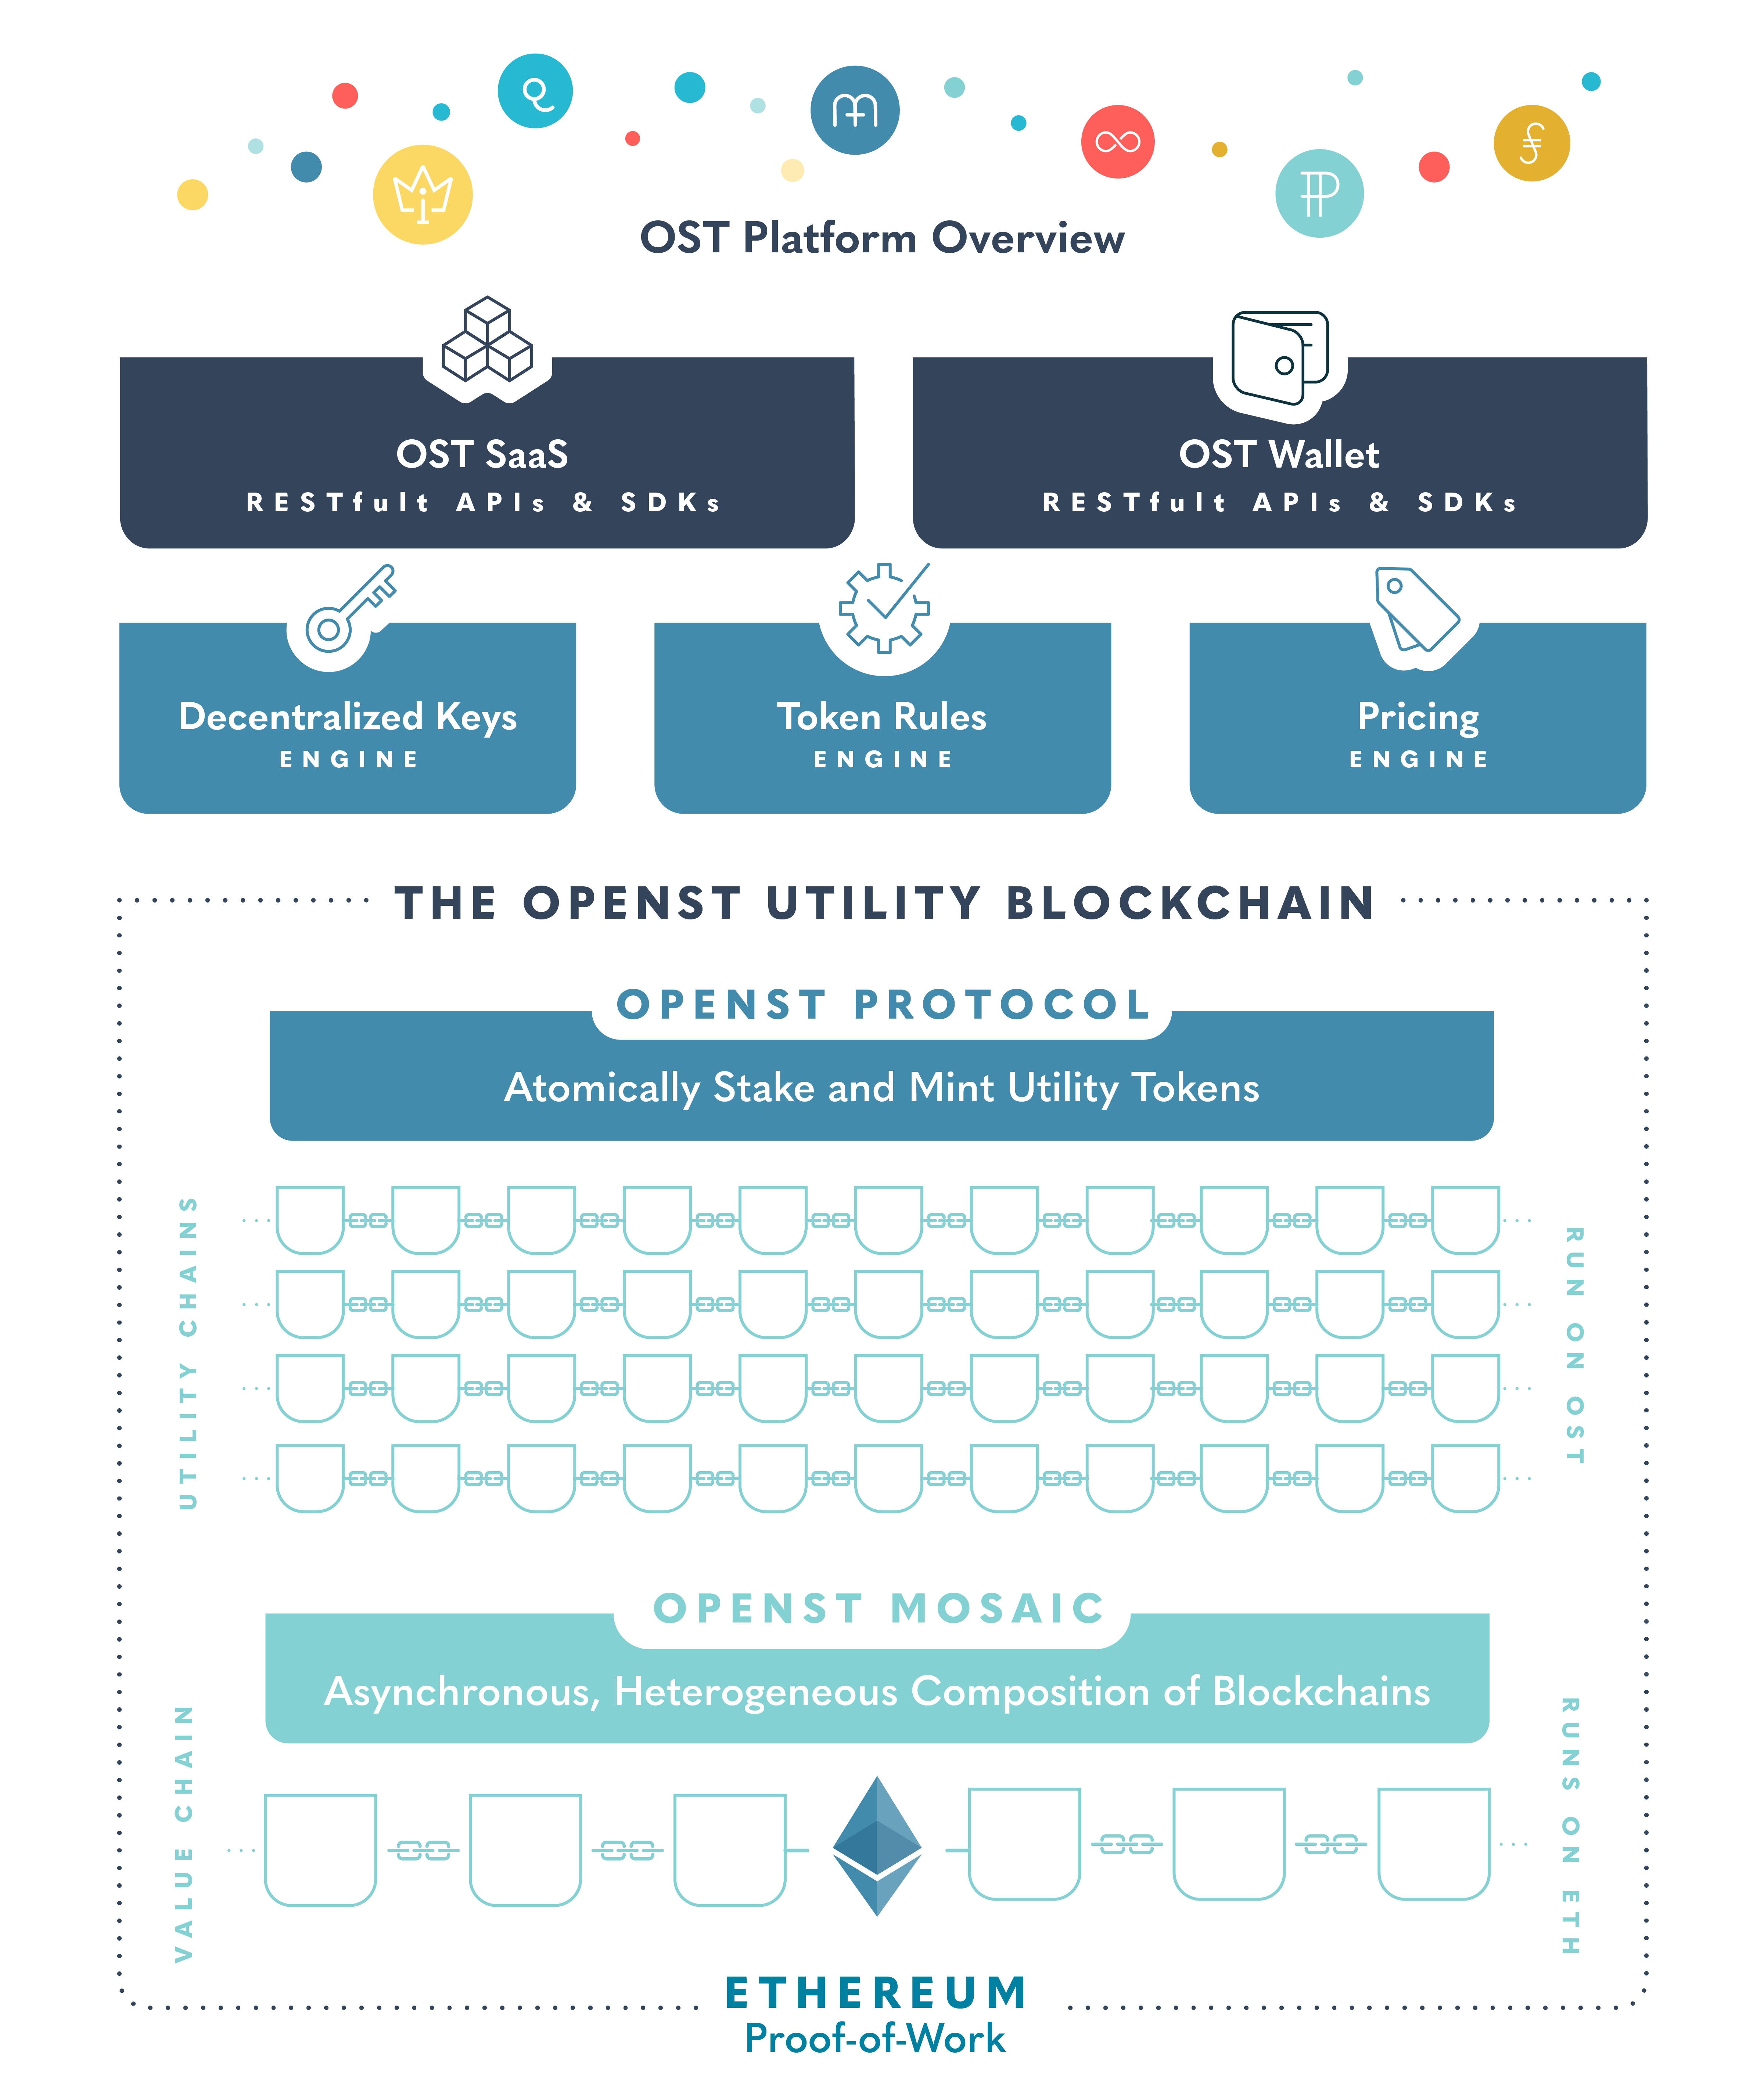 OST Platform Overview
OST SaaS
RESTfult APIs & SDKs
OST Wallet
RESTfult APIs & SDKs
Decentralized Keys
ENGINE
Token Rules
ENGINE
Pricing
ENGINE
THE OPENST UTILITY BLOCKCHAIN
OPENST PROTOCOL
Atomically Stake and Mint Utility Tokens
UTILITY CHAINS
RUN ON OST
OPENST MOSAIC
Asynchronous, Heterogeneous Composition of Blockchains
VALUE CHAIN
RUNS ON ETH
ETHEREUM
Proof-of-Work